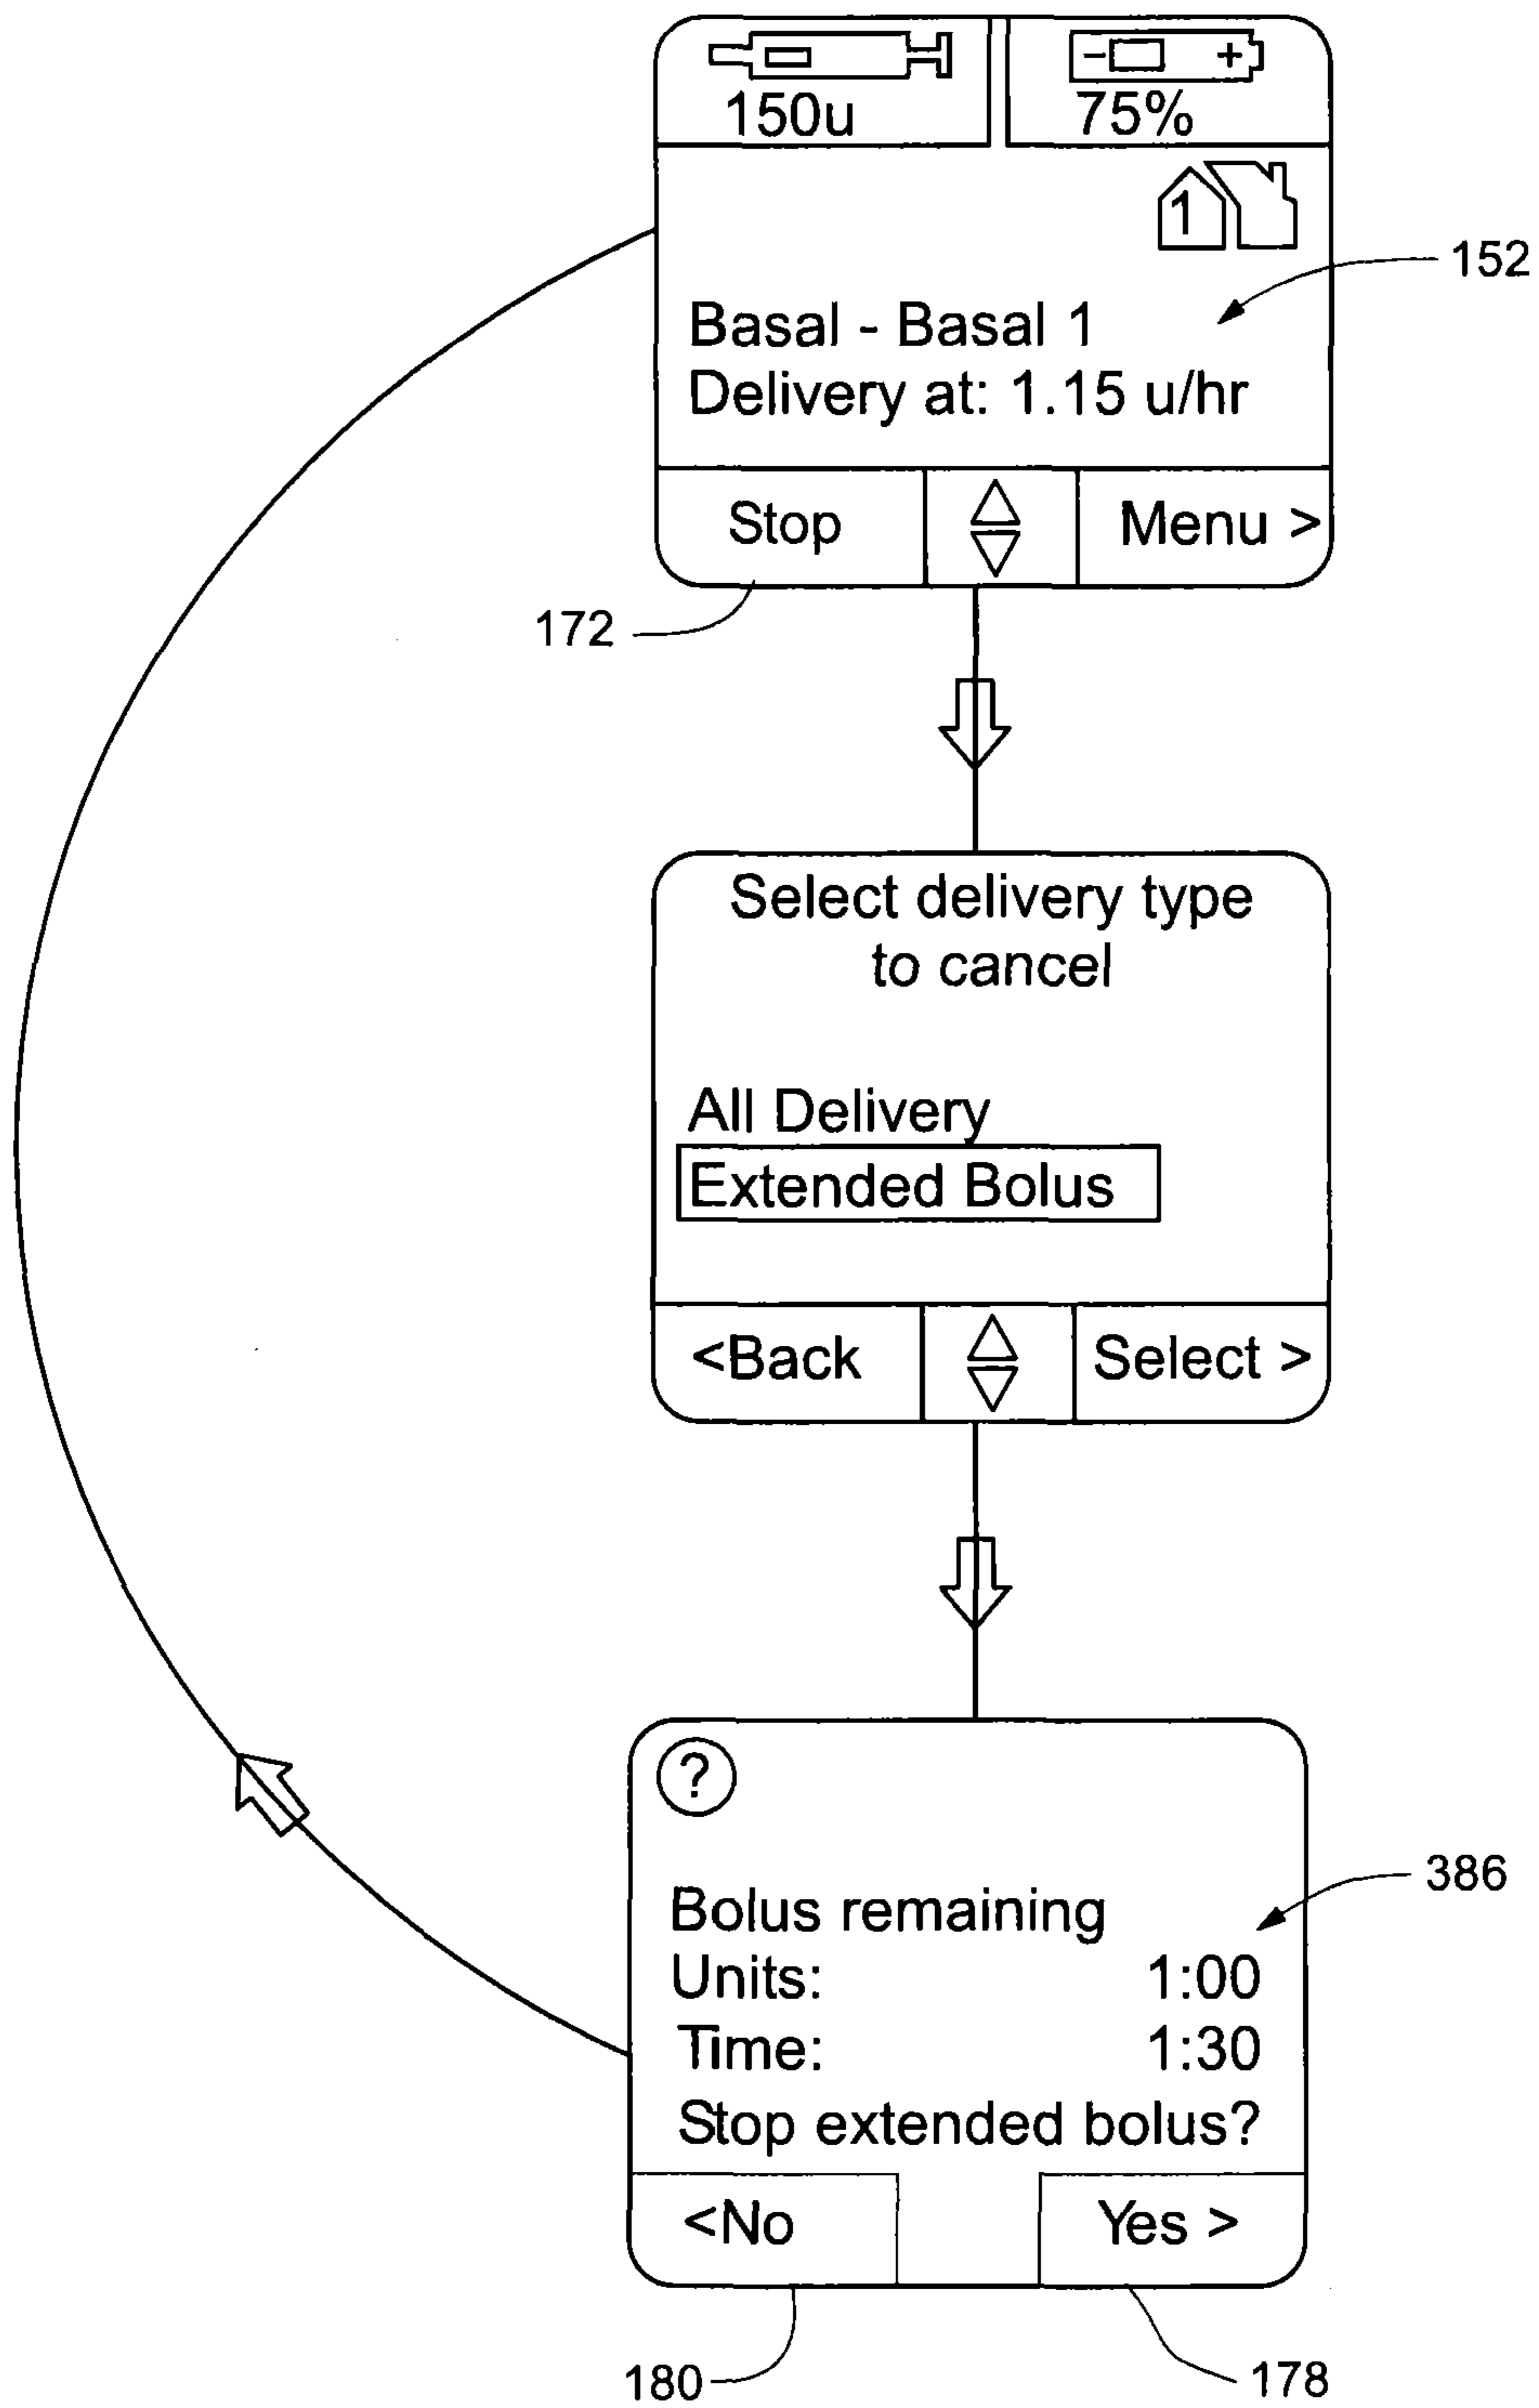 150u
- +
75%
1
152
Basal - Basal 1
Delivery at: 1.15 u/hr
Stop
Menu >
172
Select delivery type
to cancel
All Delivery
Extended Bolus
<Back
Select >
?
386
Bolus remaining
Units: 1:00
Time: 1:30
Stop extended bolus?
<No
Yes >
180
178